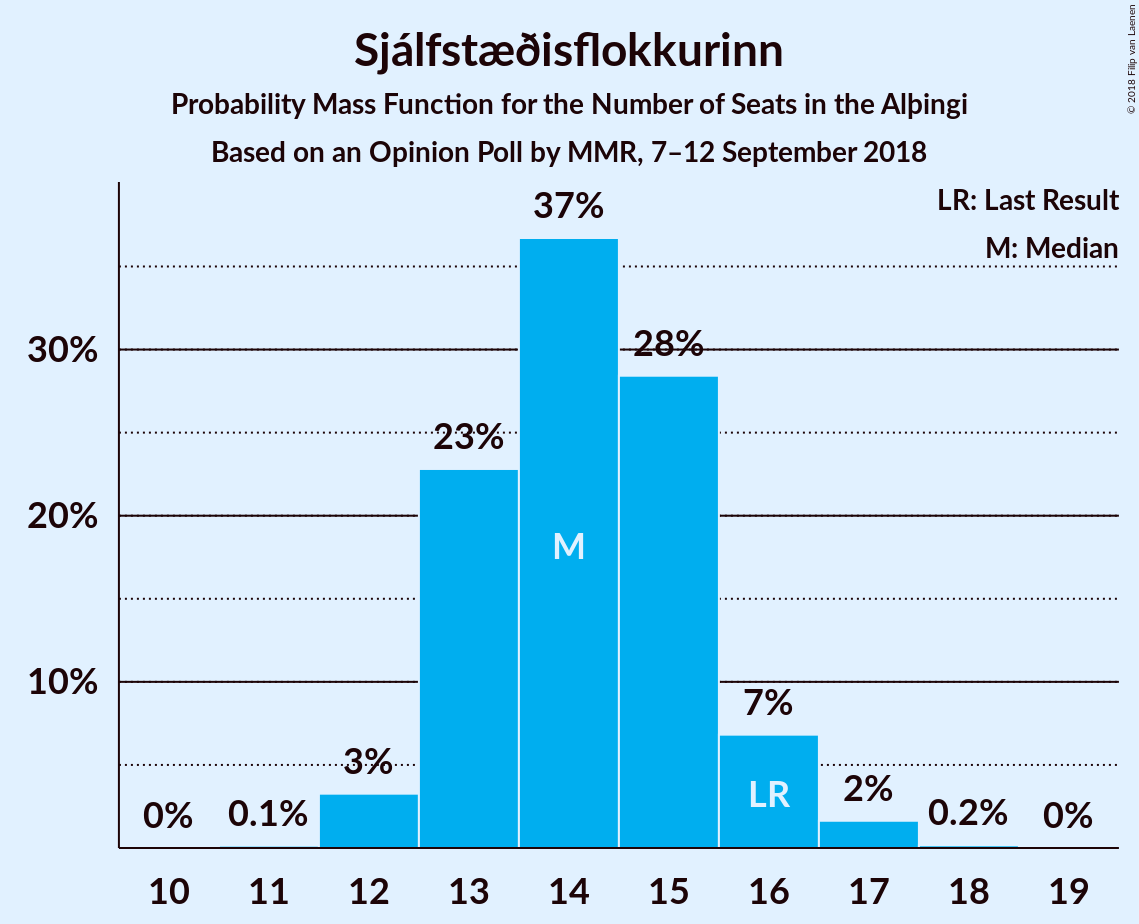 Sjálfstæðisflokkurinn
Probability Mass Function for the Number of Seats in the Alþingi
Based on an Opinion Poll by MMR, 7–12 September 2018
© 2018 Filip van Laenen
LR: Last Result
M: Median
30%
20%
10%
0%
0.1%
3%
23%
37%
28%
7%
2%
0.2%
0%
M
LR
10 11 12 13 14 15 16 17 18 19